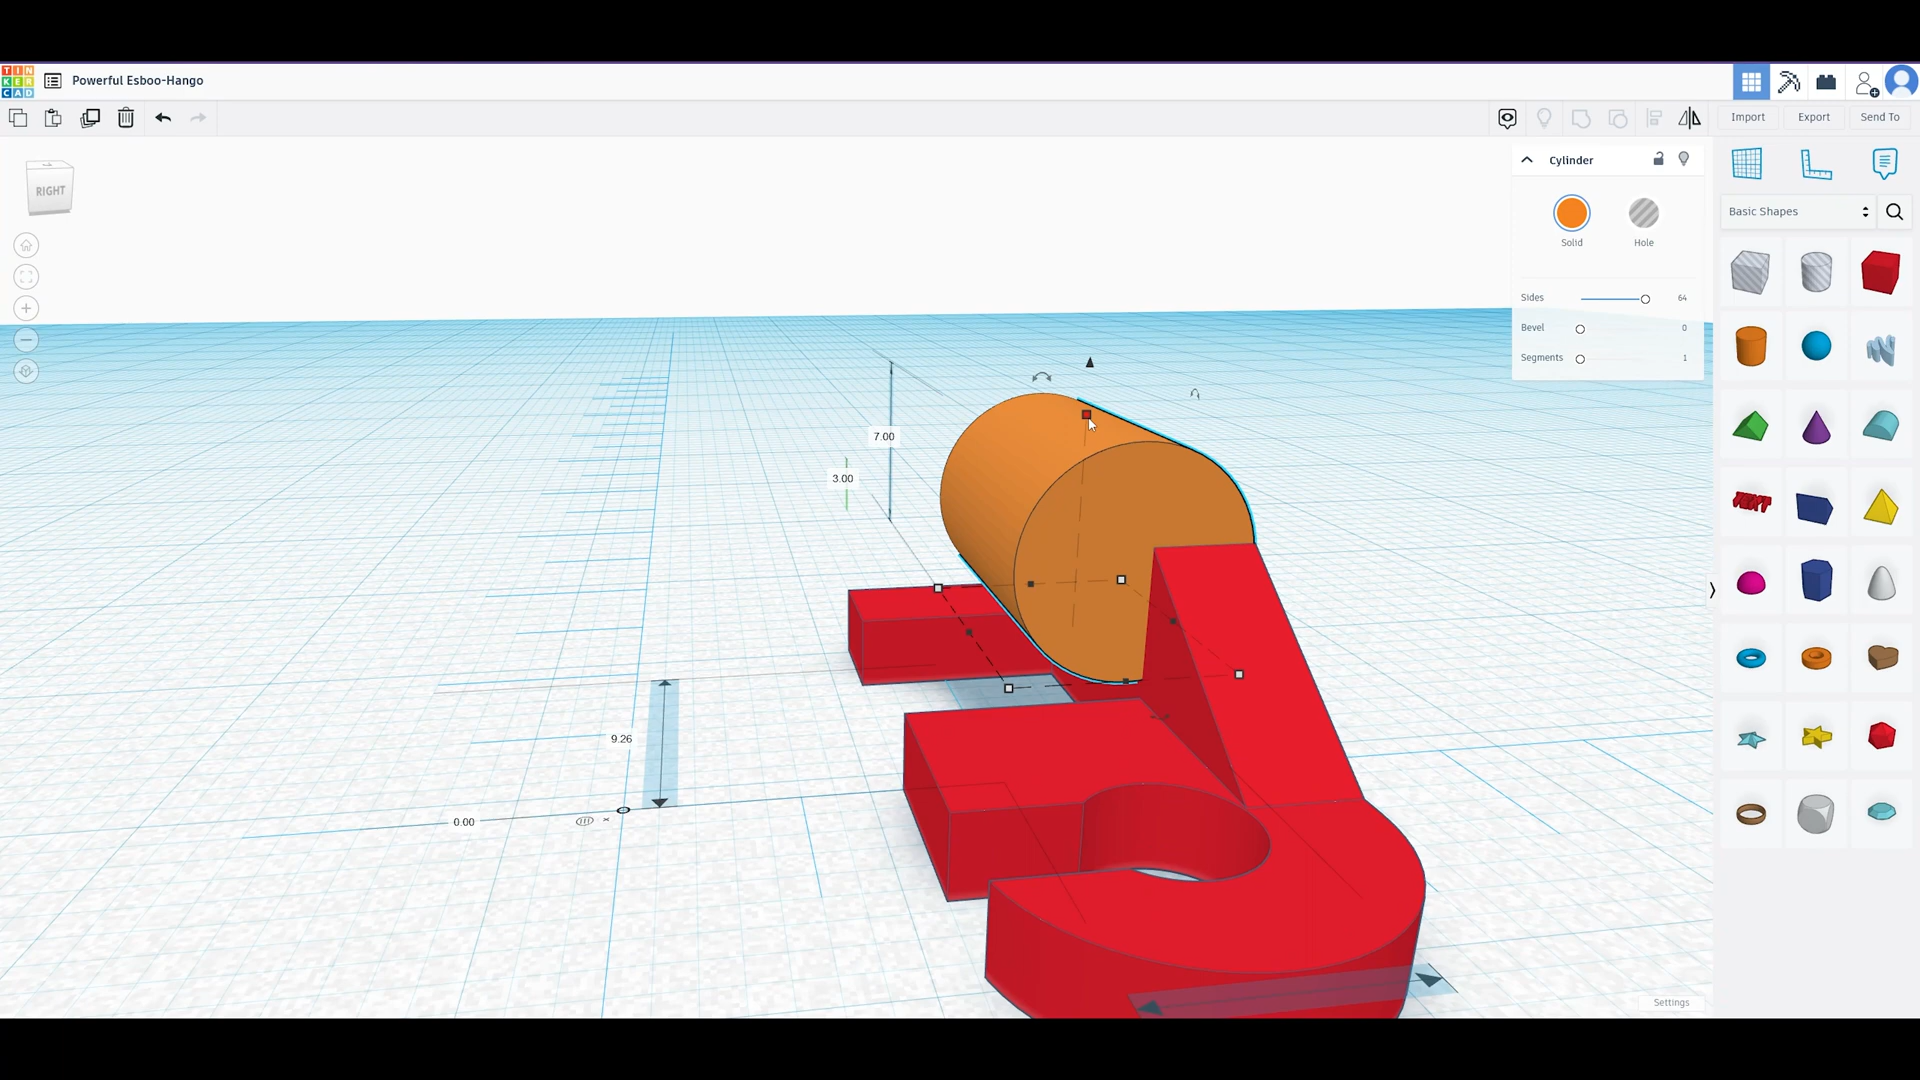 TIN
KER
CAD
Powerful Esboo-Hango
Import
Export
Send To
RIGHT
Cylinder
Solid
Hole
Sides
64
Bevel
0
Segments
1
Basic Shapes
TEXT
7.00
3.00
9.26
0.00
Settings